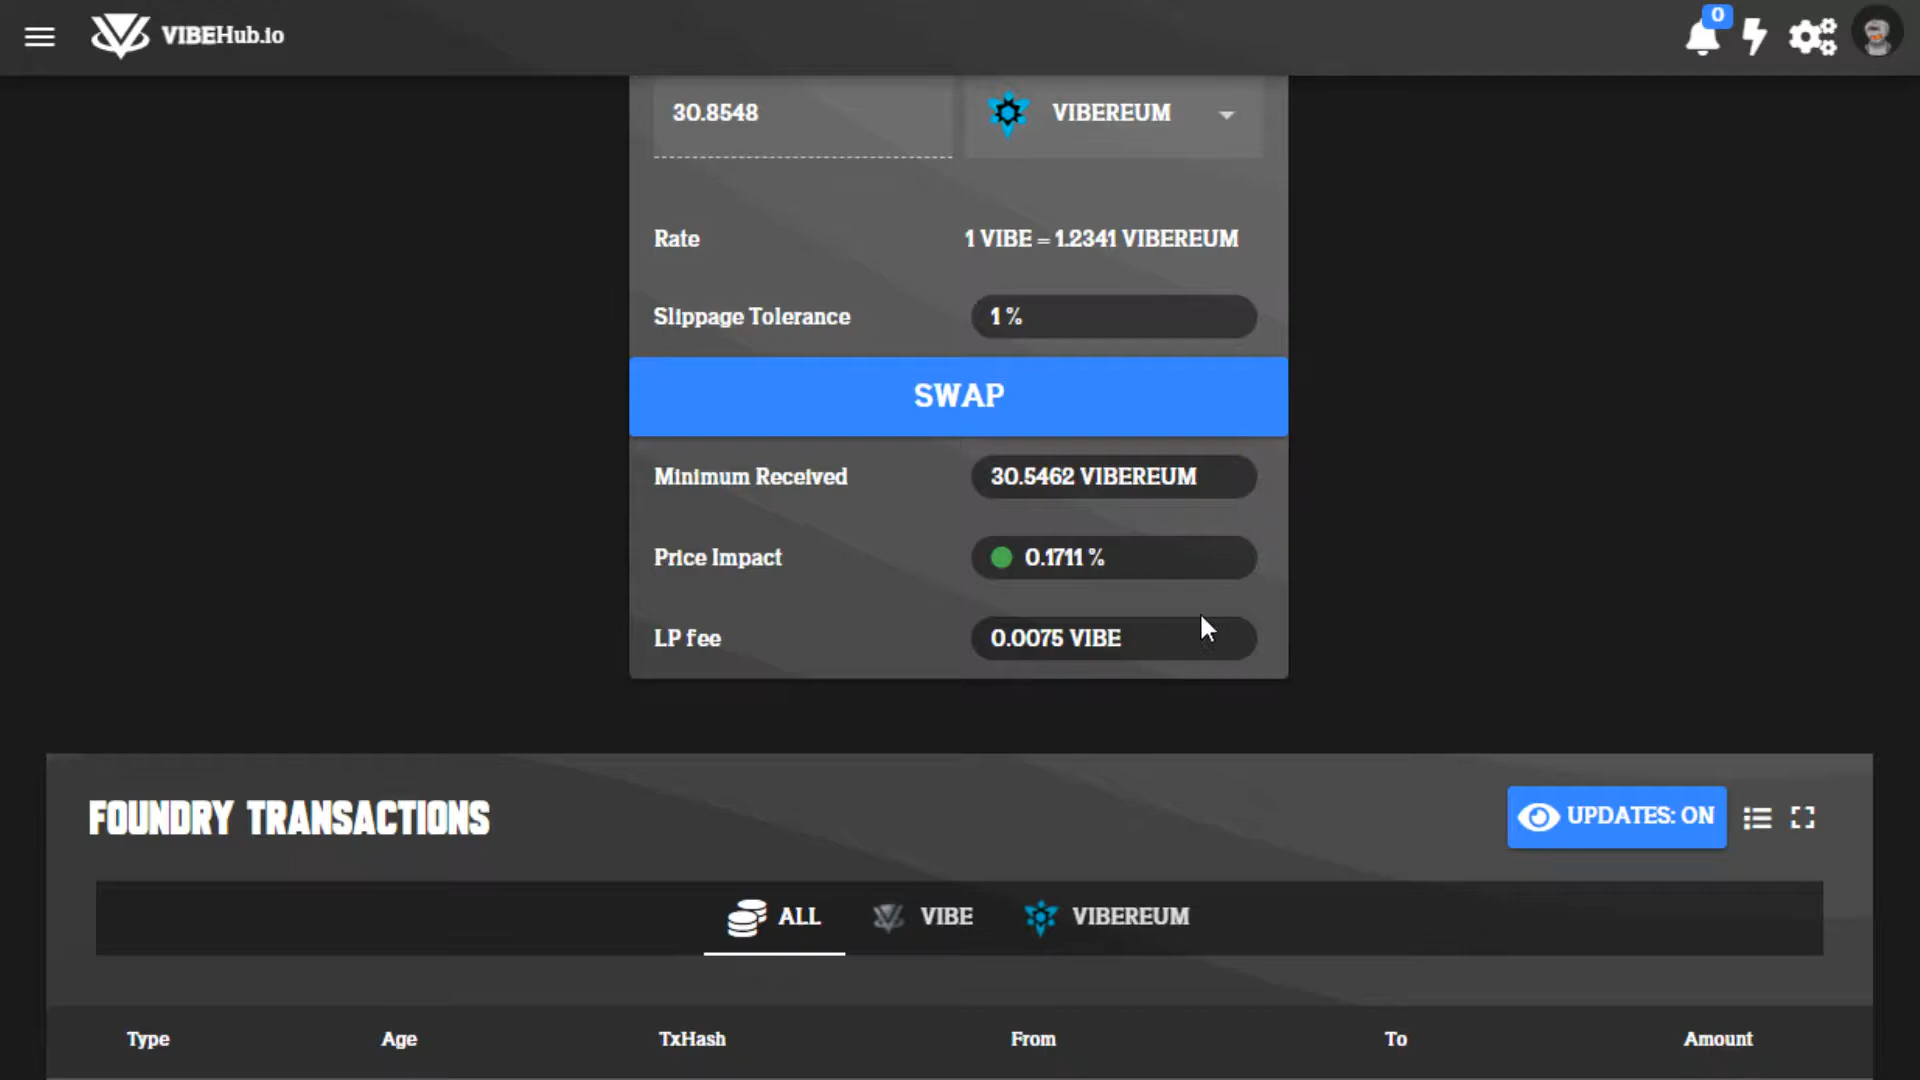 VIBEHub.io
0
30.8548 VIBEREUM
Rate 1 VIBE = 1.2341 VIBEREUM
Slippage Tolerance 1 %
SWAP
Minimum Received 30.5462 VIBEREUM
Price Impact 0.1711 %
LP fee 0.0075 VIBE
FOUNDRY TRANSACTIONS
UPDATES: ON
ALL VIBE VIBEREUM
Type Age TxHash From To Amount